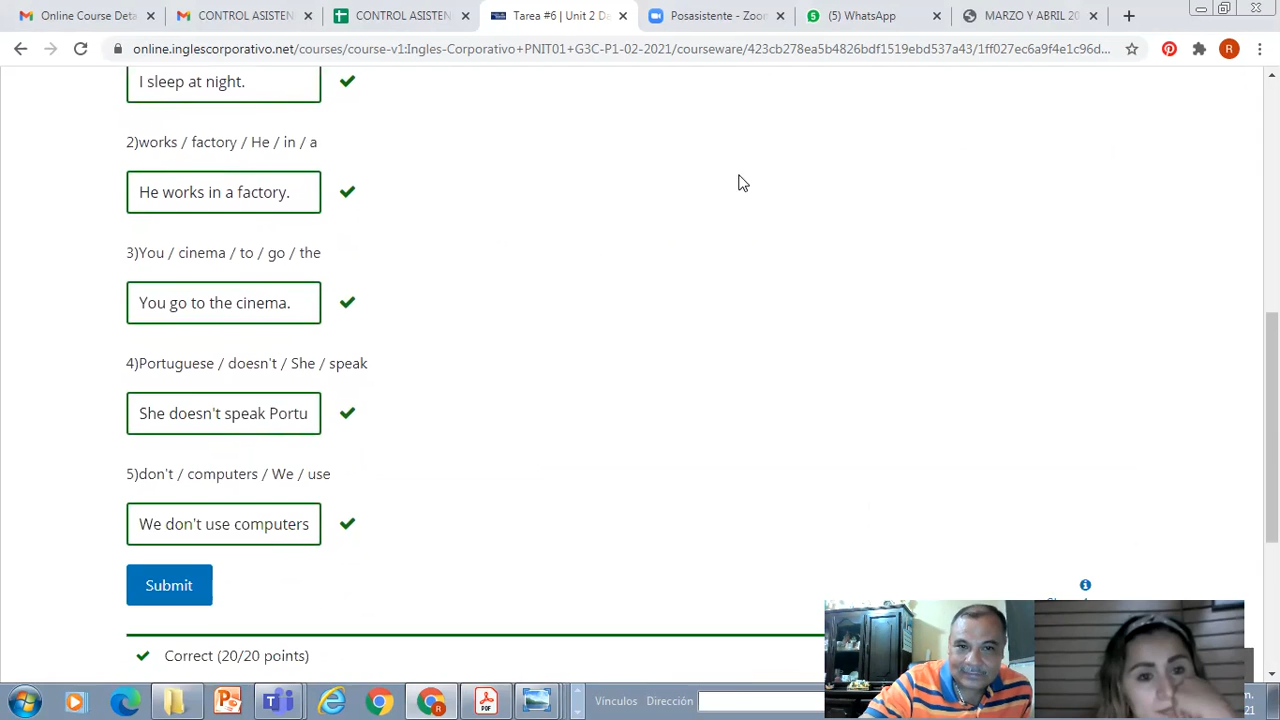 Online Course Deta
CONTROL ASISTEN
CONTROL ASISTEN
Tarea #6 | Unit 2 De
Posasistente - Zoom
(5) WhatsApp
MARZO Y ABRIL 20
online.inglescorporativo.net/courses/course-v1:Ingles-Corporativo+PNIT01+G3C-P1-02-2021/courseware/423cb278ea5b4826bdf1519ebd537a43/1ff027ec6a9f4e1c96d...
R
I sleep at night.
2)works / factory / He / in / a
He works in a factory.
3)You / cinema / to / go / the
You go to the cinema.
4)Portuguese / doesn't / She / speak
She doesn't speak Portu
5)don't / computers / We / use
We don't use computers
Submit
Correct (20/20 points)
Vínculos Dirección